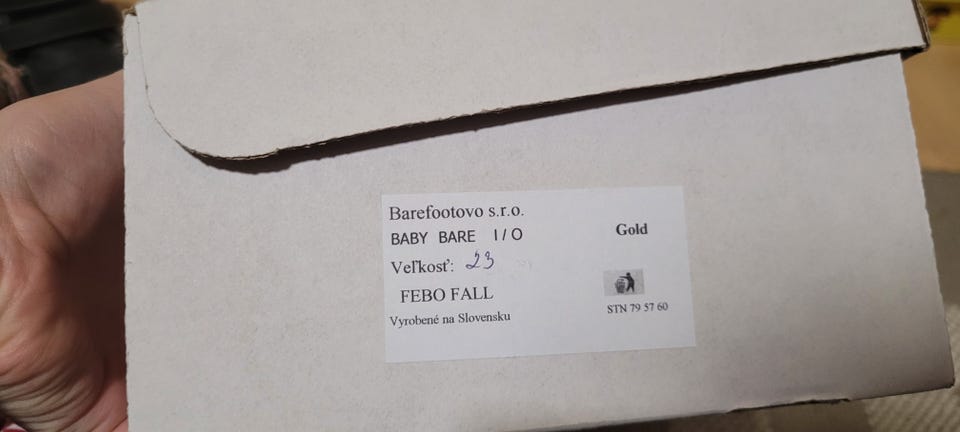 Barefootovo s.r.o.
BABY BARE I/O
Gold
Veľkosť: 23
FEBO FALL
Vyrobené na Slovensku
STN 79 57 60